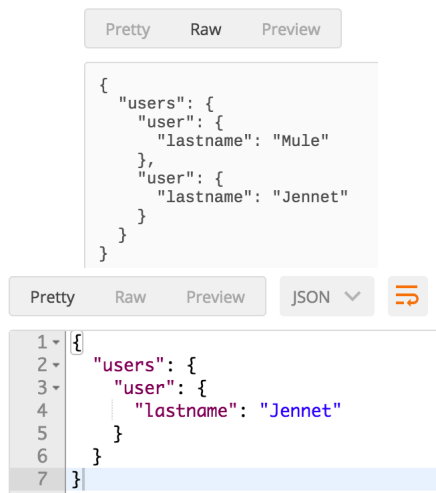 Pretty Raw Preview
{
  "users": {
    "user": {
      "lastname": "Mule"
    },
    "user": {
      "lastname": "Jennet"
    }
  }
}
Pretty Raw Preview JSON
1 {
2   "users": {
3     "user": {
4       "lastname": "Jennet"
5     }
6   }
7 }